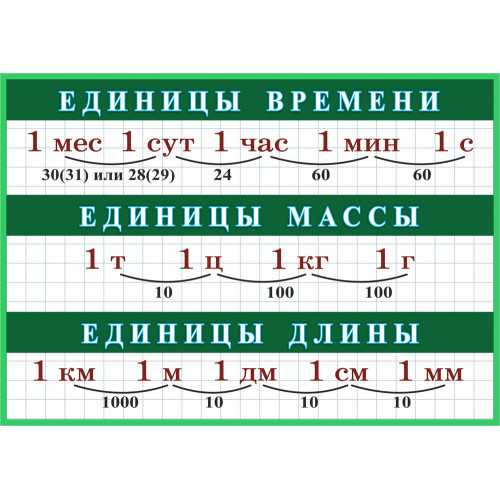 ЕДИНИЦЫ ВРЕМЕНИ
1 мес 1 сут 1 час 1 мин 1 с
30(31) или 28(29) 24 60 60
ЕДИНИЦЫ МАССЫ
1 т 1 ц 1 кг 1 г
10 100 100
ЕДИНИЦЫ ДЛИНЫ
1 км 1 м 1 дм 1 см 1 мм
1000 10 10 10